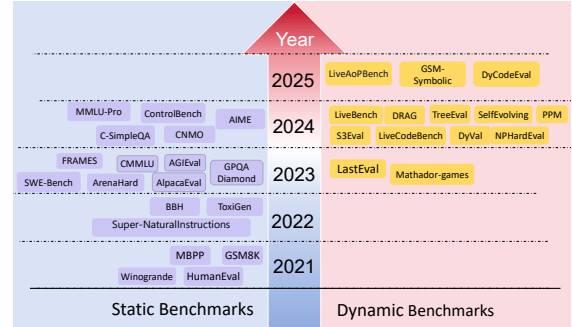 Year
2025
LiveAoPBench
GSM-
Symbolic
DyCodeEval
MMLU-Pro
ControlBench
AIME
C-SimpleQA
CNMO
2024
LiveBench
DRAG
TreeEval
SelfEvolving
PPM
S3Eval
LiveCodeBench
DyVal
NPHardEval
FRAMES
CMMLU
AGIEval
GPQA
Diamond
SWE-Bench
ArenaHard
AlpacaEval
2023
LastEval
Mathador-games
BBH
ToxiGen
Super-NaturalInstructions
2022
MBPP
GSM8K
Winogrande
HumanEval
2021
Static Benchmarks
Dynamic Benchmarks